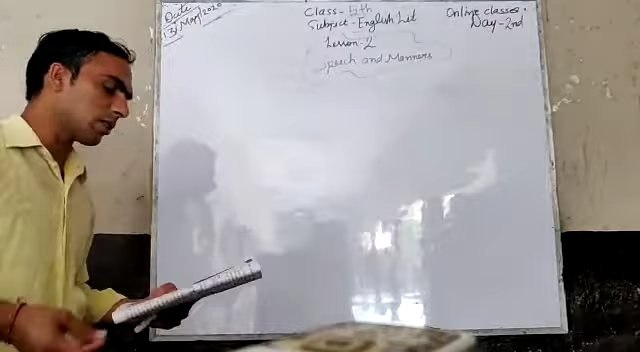 Date
13/May/2020
Class- 5th
Subject- English Lit
Lesson-2
Speech and Manners
Online classes.
Day-2nd